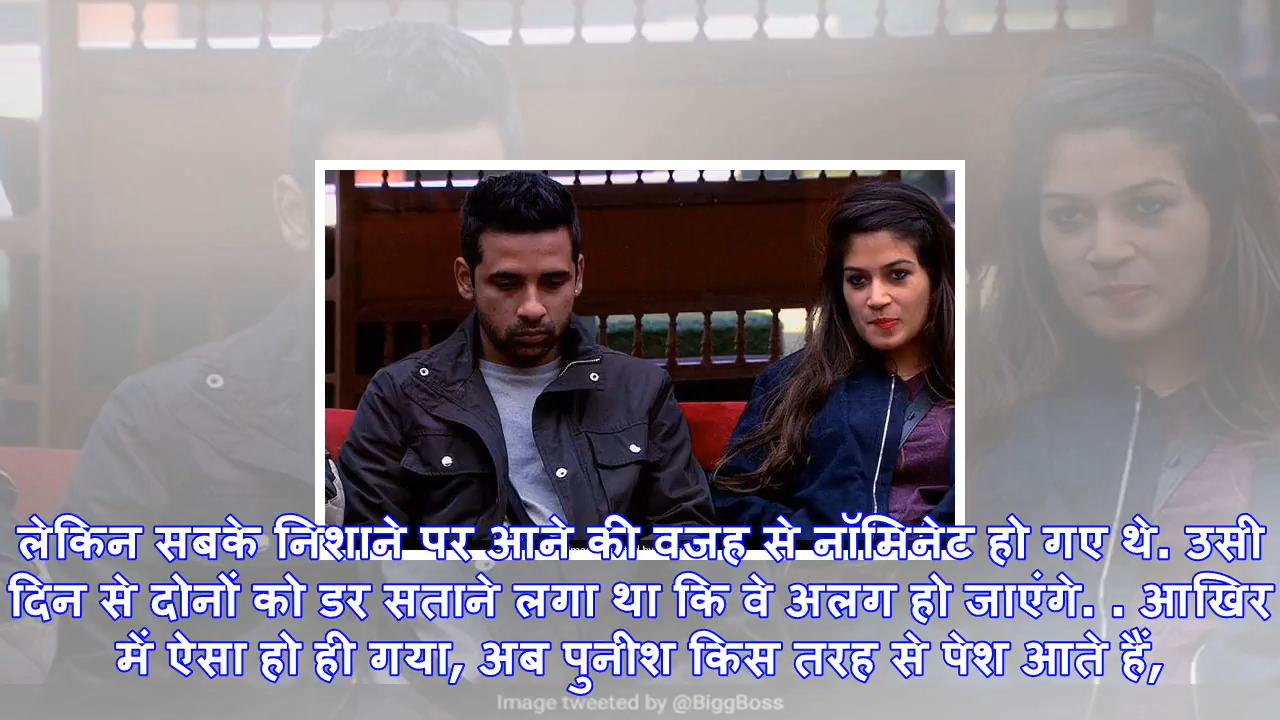 लेकिन सबके निशाने पर आने की वजह से नॉमिनेट हो गए थे. उसी
दिन से दोनों को डर सताने लगा था कि वे अलग हो जाएंगे. . आखिर
में ऐसा हो ही गया, अब पुनीश किस तरह से पेश आते हैं,
Image tweeted by @BiggBoss